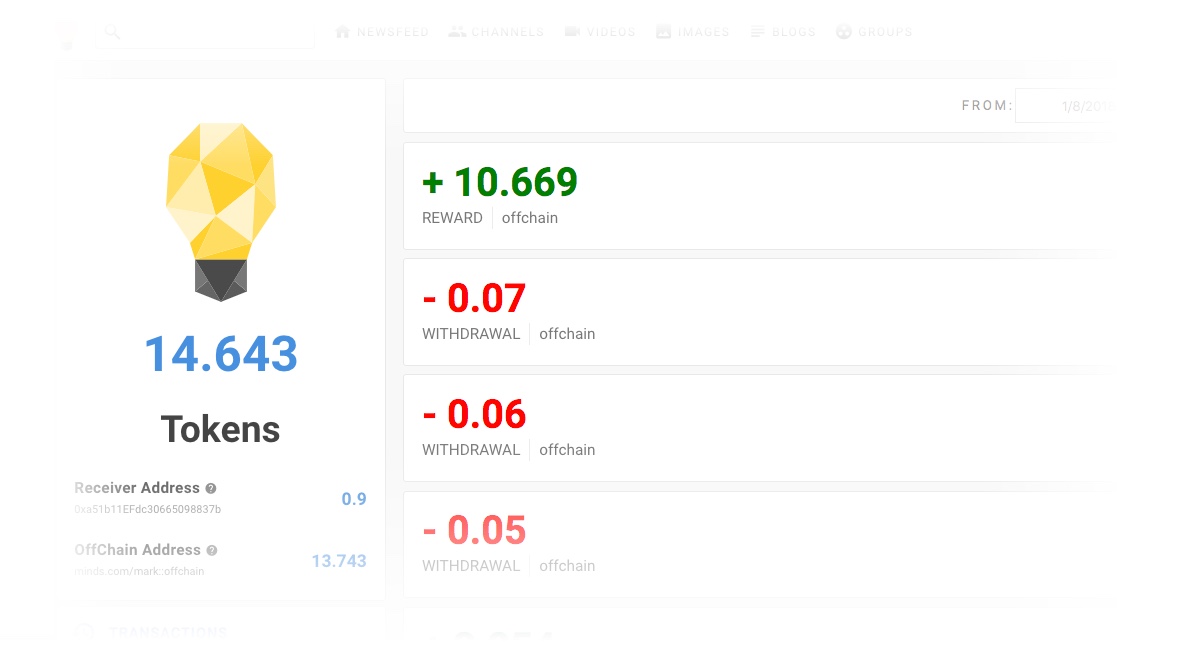 NEWSFEED CHANNELS VIDEOS IMAGES BLOGS GROUPS
FROM: 1/8/201
14.643
Tokens
Receiver Address
0.9
0xa51b11EFdc30665098837b
OffChain Address
13.743
minds.com/mark::offchain
TRANSACTIONS
+ 10.669
REWARD offchain
- 0.07
WITHDRAWAL offchain
- 0.06
WITHDRAWAL offchain
- 0.05
WITHDRAWAL offchain